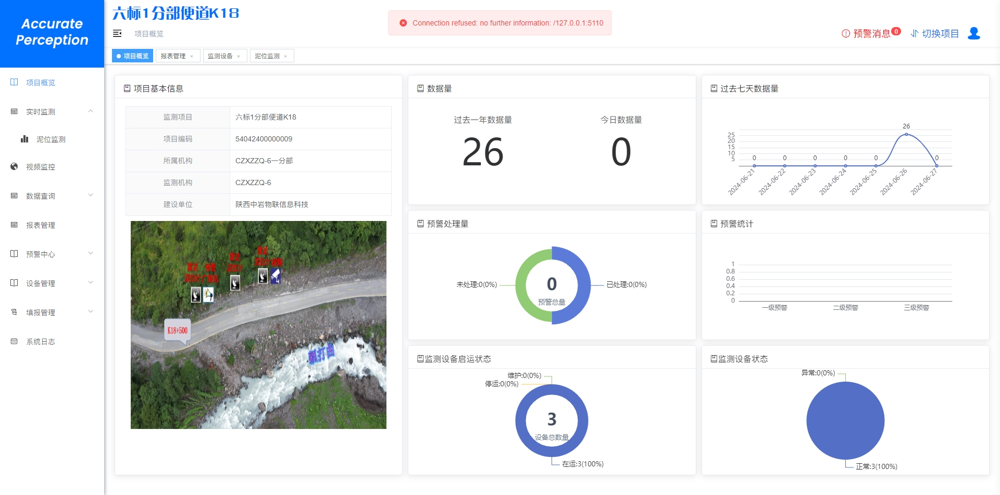 Accurate
Perception
六标1分部便道K18
Connection refused: no further information: /127.0.0.1:5110
项目概览
预警消息 0
切换项目
项目概览
报表管理 ×
监测设备 ×
泥位监测 ×
项目概览
实时监测
泥位监测
视频监控
数据查询
报表管理
预警中心
设备管理
填报管理
系统日志
项目基本信息
监测项目 六标1分部便道K18
项目编码 54042400000009
所属机构 CZXZZQ-6一分部
监测机构 CZXZZQ-6
建设单位 陕西中岩物联信息科技
K18+500
数据量
过去一年数据量
26
今日数据量
0
过去七天数据量
25
20
15
10
5
0 0 0 0 0 26 0
2024-06-21
2024-06-22
2024-06-23
2024-06-24
2024-06-25
2024-06-26
2024-06-27
预警处理量
未处理:0(0%)
0
预警总量
已处理:0(0%)
预警统计
1
0.8
0.6
0.4
0.2
0
一级预警 二级预警 三级预警
监测设备启运状态
维护:0(0%)
停运:0(0%)
3
设备总数量
在运:3(100%)
监测设备状态
异常:0(0%)
正常:3(100%)